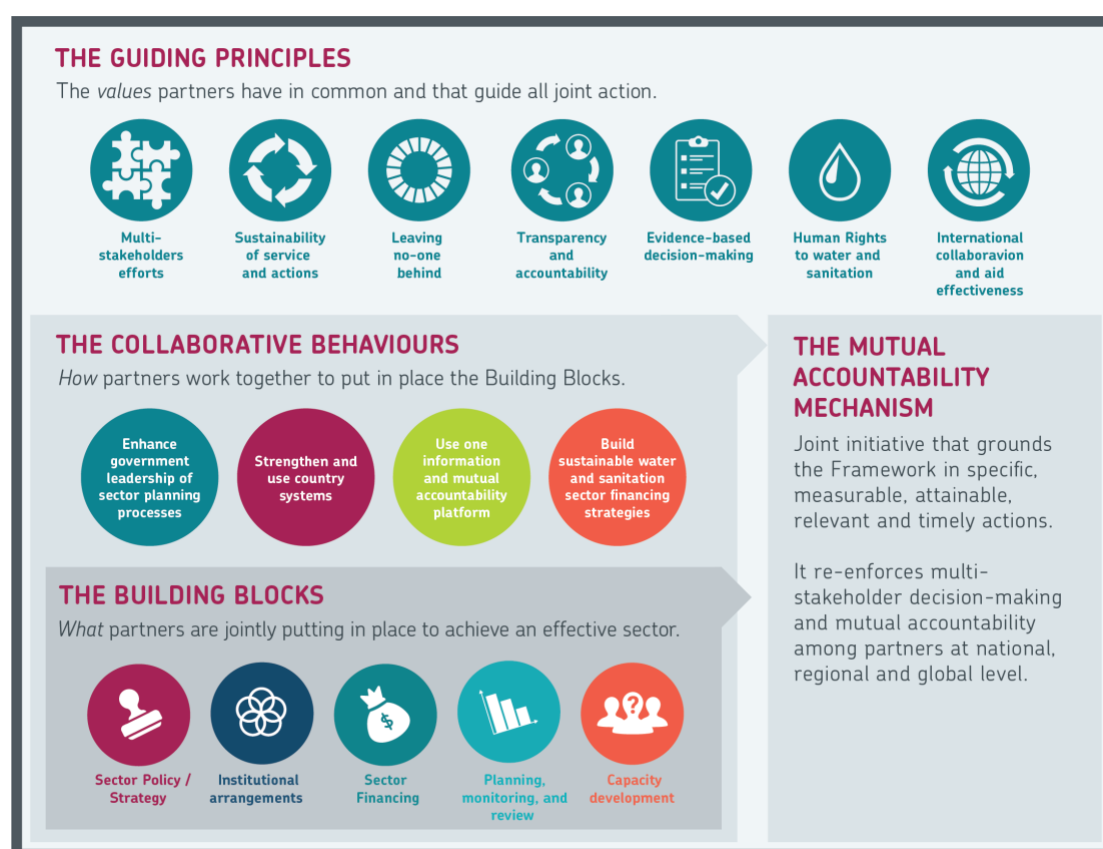 THE GUIDING PRINCIPLES
The values partners have in common and that guide all joint action.
Multi-
stakeholders
efforts
Sustainability
of service
and actions
Leaving
no-one
behind
Transparency
and
accountability
Evidence-based
decision-making
Human Rights
to water and
sanitation
International
collaboravion
and aid
effectiveness
THE COLLABORATIVE BEHAVIOURS
How partners work together to put in place the Building Blocks.
Enhance
government
leadership of
sector planning
processes
Strengthen and
use country
systems
Use one
information
and mutual
accountability
platform
Build
sustainable water
and sanitation
sector financing
strategies
THE BUILDING BLOCKS
What partners are jointly putting in place to achieve an effective sector.
$
?
Sector Policy /
Strategy
Institutional
arrangements
Sector
Financing
Planning,
monitoring, and
review
Capacity
development
THE MUTUAL
ACCOUNTABILITY
MECHANISM
Joint initiative that grounds
the Framework in specific,
measurable, attainable,
relevant and timely actions.
It re-enforces multi-
stakeholder decision-making
and mutual accountability
among partners at national,
regional and global level.